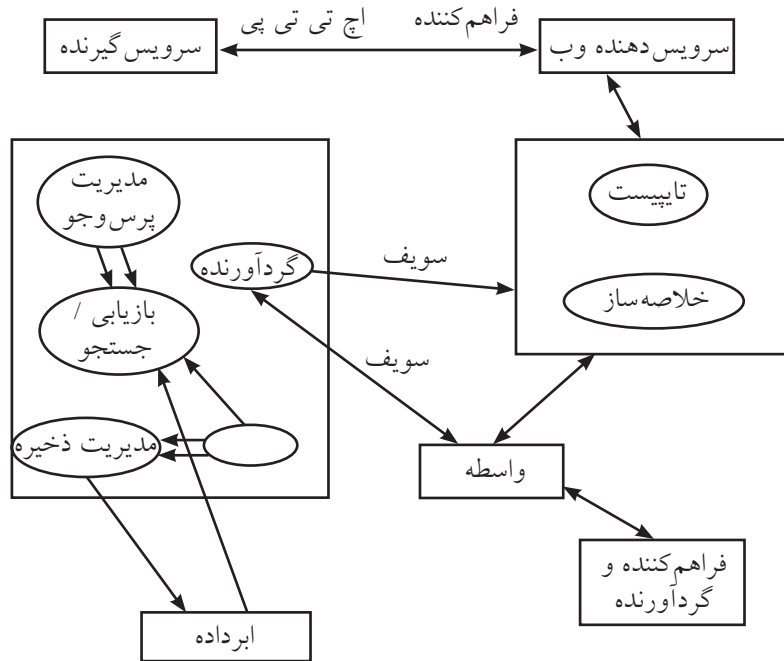 فراهم‌کننده
اچ تی تی پی
سرویس‌دهنده وب
سرویس‌گیرنده
مدیریت
پرس‌وجو
تایپیست
گردآورنده
سویف
خلاصه‌ساز
بازیابی /
جستجو
سویف
مدیریت ذخیره
واسطه
فراهم‌کننده و
گردآورنده
ابرداده